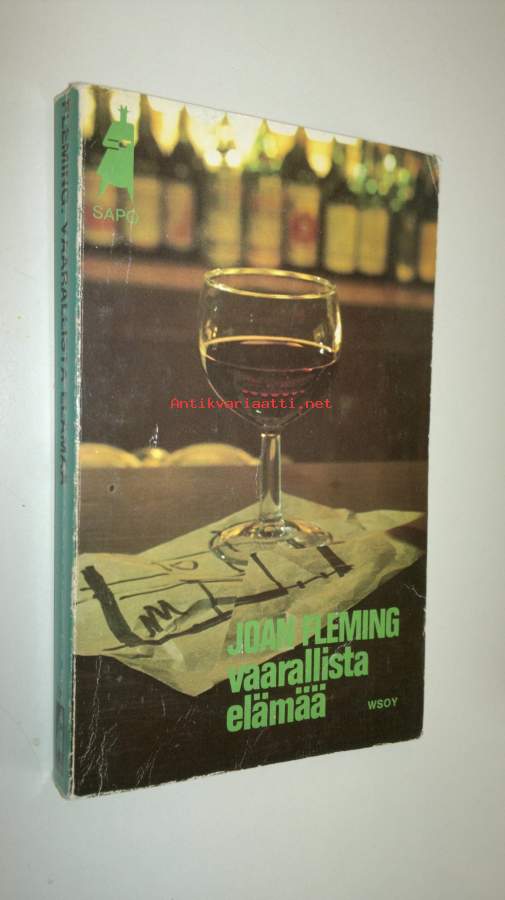 SAPO
FLEMING: VAARALLISTA ELÄMÄÄ
Antikvariaatti.net
JOAN FLEMING
vaarallista
elämää
WSOY